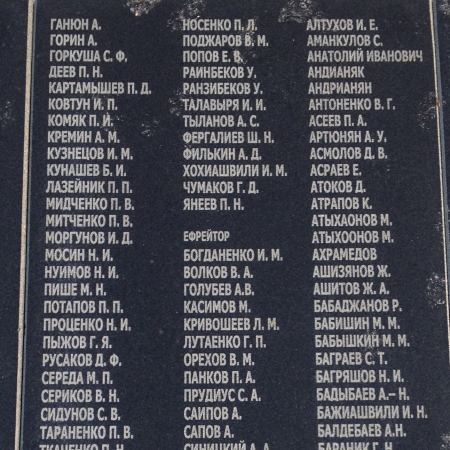 ГАНЮН А.
ГОРИН А.
ГОРКУША С. Ф.
ДЕЕВ П. Н.
КАРТАМЫШЕВ П. Д.
КОВТУН И. П.
КОМЯК П. И.
КРЕМИН А. М.
КУЗНЕЦОВ И. М.
КУНАШЕВ Б. И.
ЛАЗЕЙНИК П. П.
МИДЧЕНКО П. В.
МИТЧЕНКО П. В.
МОРГУНОВ И. Д.
МОСИН Н. И.
НУИМОВ Н. И.
ПИШЕ М. Н.
ПОТАПОВ П. П.
ПРОЦЕНКО Н. И.
ПЫЖОВ Г. Я.
РУСАКОВ Д. Ф.
СЕРЕДА М. П.
СЕРИКОВ В. Н.
СИДУНОВ С. В.
ТАРАНЕНКО П. В.
ТКАЧЕНКО П. Н.
НОСЕНКО П. Л.
ПОДЖАРОВ В. М.
ПОПОВ Е. В.
РАИНБЕКОВ У.
РАНЗИБЕКОВ У.
ТАЛАВЫРЯ И. И.
ТЫЛАНОВ А. С.
ФЕРГАЛИЕВ Ш. Н.
ФИЛЬКИН А. Д.
ХОХИАШВИЛИ И. М.
ЧУМАКОВ Г. Д.
ЯНЕЕВ П. Н.
ЕФРЕЙТОР
БОГДАНЕНКО И. М.
ВОЛКОВ В. А.
ГОЛУБЕВ А.В.
КАСИМОВ М.
КРИВОШЕЕВ Л. М.
ЛУТАЕНКО Г. П.
ОРЕХОВ В. М.
ПАНКОВ П. А.
ПРУДИУС С. А.
САИПОВ А.
САПОВ А.
СИНИЦКИЙ А. А.
АЛТУХОВ И. Е.
АМАНКУЛОВ С.
АНАТОЛИЙ ИВАНОВИЧ
АНДИАНЯК
АНДРИАНЯН
АНТОНЕНКО В. Г.
АСЕЕВ П. А.
АРТЮНЯН А. У.
АСМОЛОВ Д. В.
АСРАЕВ Е.
АТОКОВ Д.
АТРАПОВ К.
АТЫХАОНОВ М.
АТЫХООНОВ М.
АХРАМЕДОВ
АШИЗЯНОВ Ж.
АШИТОВ Ж. А.
БАБАДЖАНОВ Р.
БАБИШИН М. М.
БАБЫШКИН М. М.
БАГРАЕВ С. Т.
БАГРЯШОВ Н. И.
БАДЫБАЕВ А.– Н.
БАЖИАШВИЛИ И. Н.
БАЛДЕБАЕВ А.Н.
БАРАНИК Г. Н.